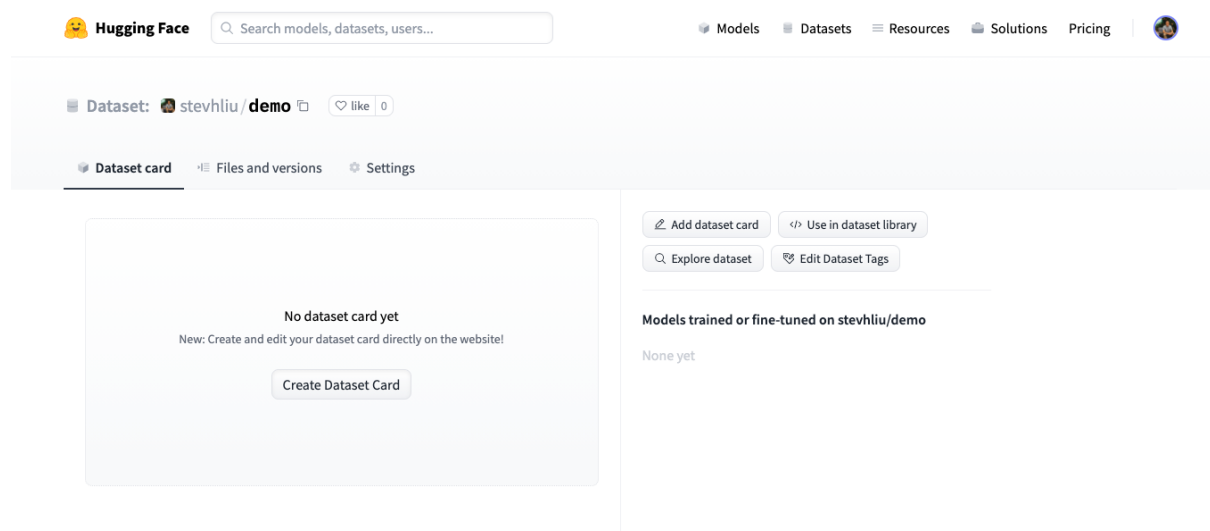 Hugging Face
Search models, datasets, users...
Models
Datasets
Resources
Solutions
Pricing
Dataset: stevhliu/demo
like 0
Dataset card
Files and versions
Settings
No dataset card yet
New: Create and edit your dataset card directly on the website!
Create Dataset Card
Add dataset card
</> Use in dataset library
Explore dataset
Edit Dataset Tags
Models trained or fine-tuned on stevhliu/demo
None yet